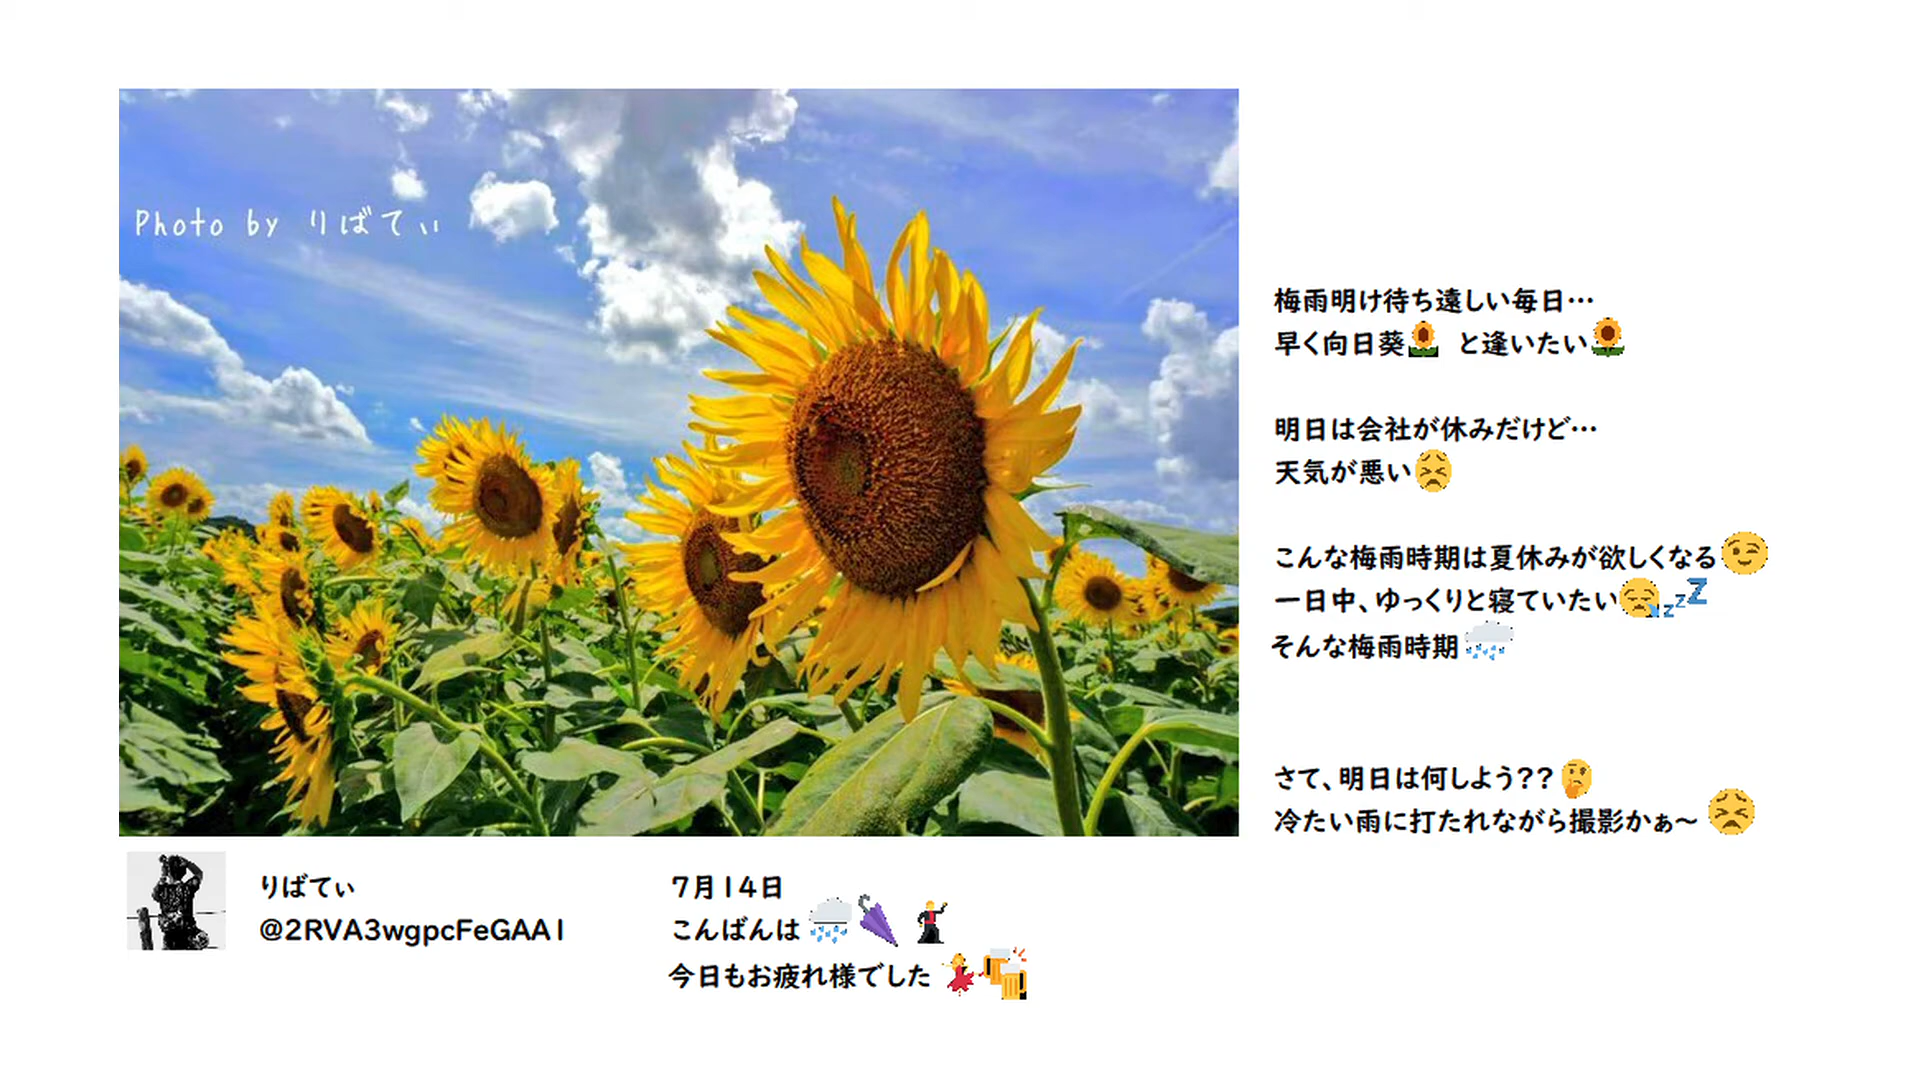 Photo by りばてぃ
梅雨明け待ち遠しい毎日…
早く向日葵🌻 と逢いたい🌻
明日は会社が休みだけど…
天気が悪い😣
こんな梅雨時期は夏休みが欲しくなる😉
一日中、ゆっくりと寝ていたい😪💤
そんな梅雨時期🌧
さて、明日は何しよう??🤔
冷たい雨に打たれながら撮影かぁ～😣
りばてぃ
@2RVA3wgpcFeGAA1
7月14日
こんばんは🌧🌂🕺
今日もお疲れ様でした💃🍻